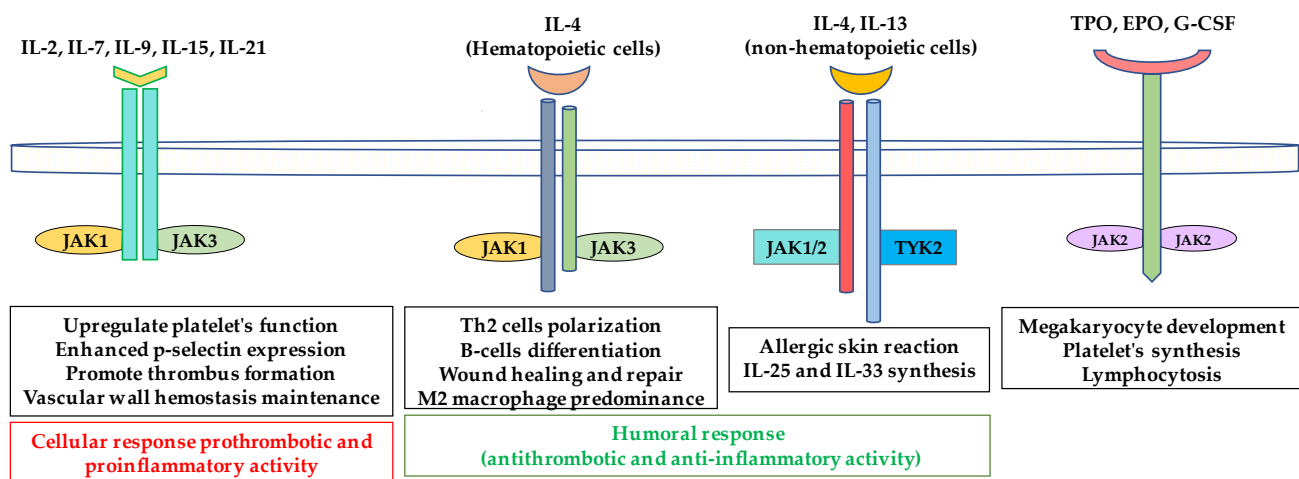 IL-2, IL-7, IL-9, IL-15, IL-21
JAK1
JAK3
Upregulate platelet's function
Enhanced p-selectin expression
Promote thrombus formation
Vascular wall hemostasis maintenance
Cellular response prothrombotic and
proinflammatory activity
IL-4
(Hematopoietic cells)
JAK1
JAK3
Th2 cells polarization
B-cells differentiation
Wound healing and repair
M2 macrophage predominance
IL-4, IL-13
(non-hematopoietic cells)
JAK1/2
TYK2
Allergic skin reaction
IL-25 and IL-33 synthesis
Humoral response
(antithrombotic and anti-inflammatory activity)
TPO, EPO, G-CSF
JAK2
JAK2
Megakaryocyte development
Platelet's synthesis
Lymphocytosis